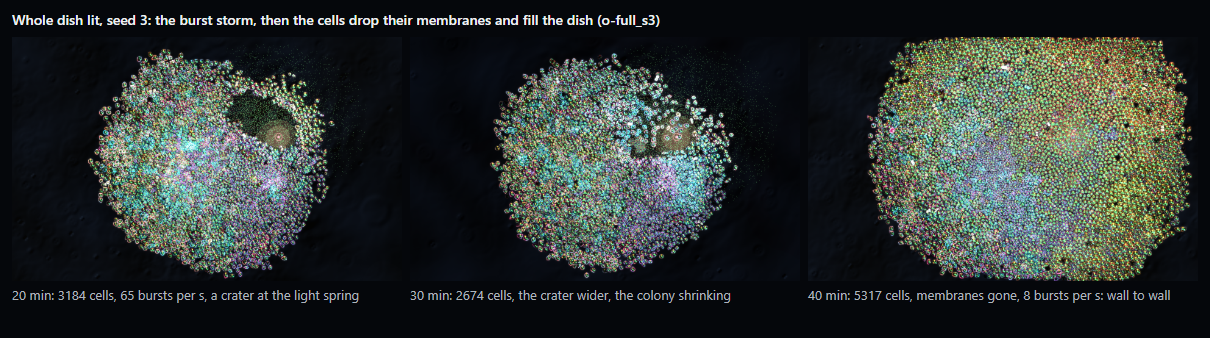 Whole dish lit, seed 3: the burst storm, then the cells drop their membranes and fill the dish (o-full_s3)
20 min: 3184 cells, 65 bursts per s, a crater at the light spring
30 min: 2674 cells, the crater wider, the colony shrinking
40 min: 5317 cells, membranes gone, 8 bursts per s: wall to wall